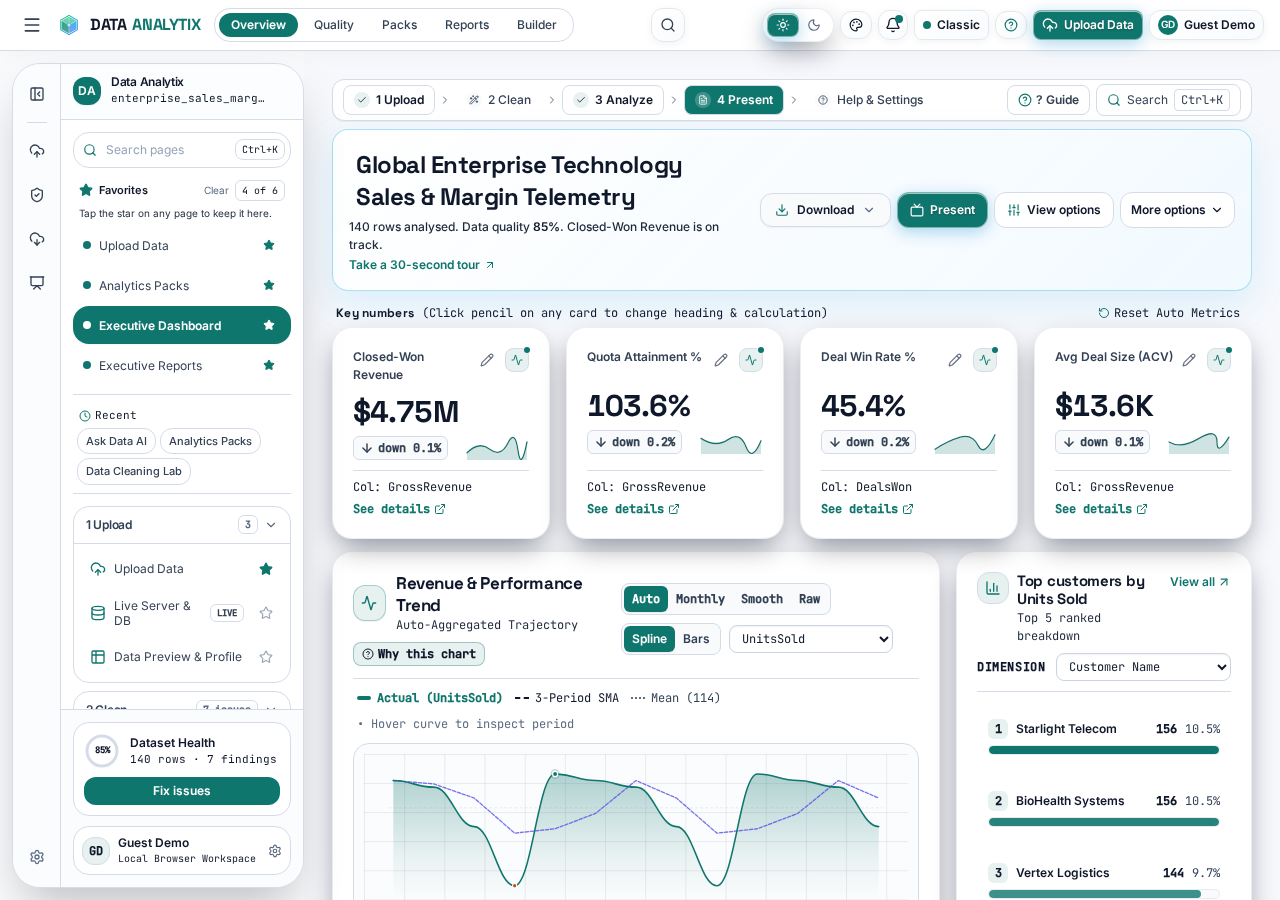 DATA ANALYTIX
Overview
Quality
Packs
Reports
Builder
Classic
Upload Data
GD
Guest Demo
DA
Data Analytix
enterprise_sales_marg…
Search pages
Ctrl+K
Favorites
Clear
4 of 6
Tap the star on any page to keep it here.
Upload Data
Analytics Packs
Executive Dashboard
Executive Reports
Recent
Ask Data AI
Analytics Packs
Data Cleaning Lab
1 Upload
3
Upload Data
Live Server & DB
LIVE
Data Preview & Profile
85%
Dataset Health
140 rows · 7 findings
Fix issues
GD
Guest Demo
Local Browser Workspace
1 Upload
2 Clean
3 Analyze
4 Present
Help & Settings
? Guide
Search
Ctrl+K
Global Enterprise Technology
Sales & Margin Telemetry
140 rows analysed. Data quality 85%. Closed-Won Revenue is on
track.
Take a 30-second tour
Download
Present
View options
More options
Key numbers (Click pencil on any card to change heading & calculation)
Reset Auto Metrics
Closed-Won
Revenue
$4.75M
down 0.1%
Col: GrossRevenue
See details
Quota Attainment %
103.6%
down 0.2%
Col: GrossRevenue
See details
Deal Win Rate %
45.4%
down 0.2%
Col: DealsWon
See details
Avg Deal Size (ACV)
$13.6K
down 0.1%
Col: GrossRevenue
See details
Revenue & Performance
Trend
Auto-Aggregated Trajectory
Why this chart
Auto
Monthly
Smooth
Raw
Spline
Bars
UnitsSold
Actual (UnitsSold)
3-Period SMA
Mean (114)
• Hover curve to inspect period
Top customers by
Units Sold
View all
Top 5 ranked
breakdown
DIMENSION
Customer Name
1 Starlight Telecom 156 10.5%
2 BioHealth Systems 156 10.5%
3 Vertex Logistics 144 9.7%